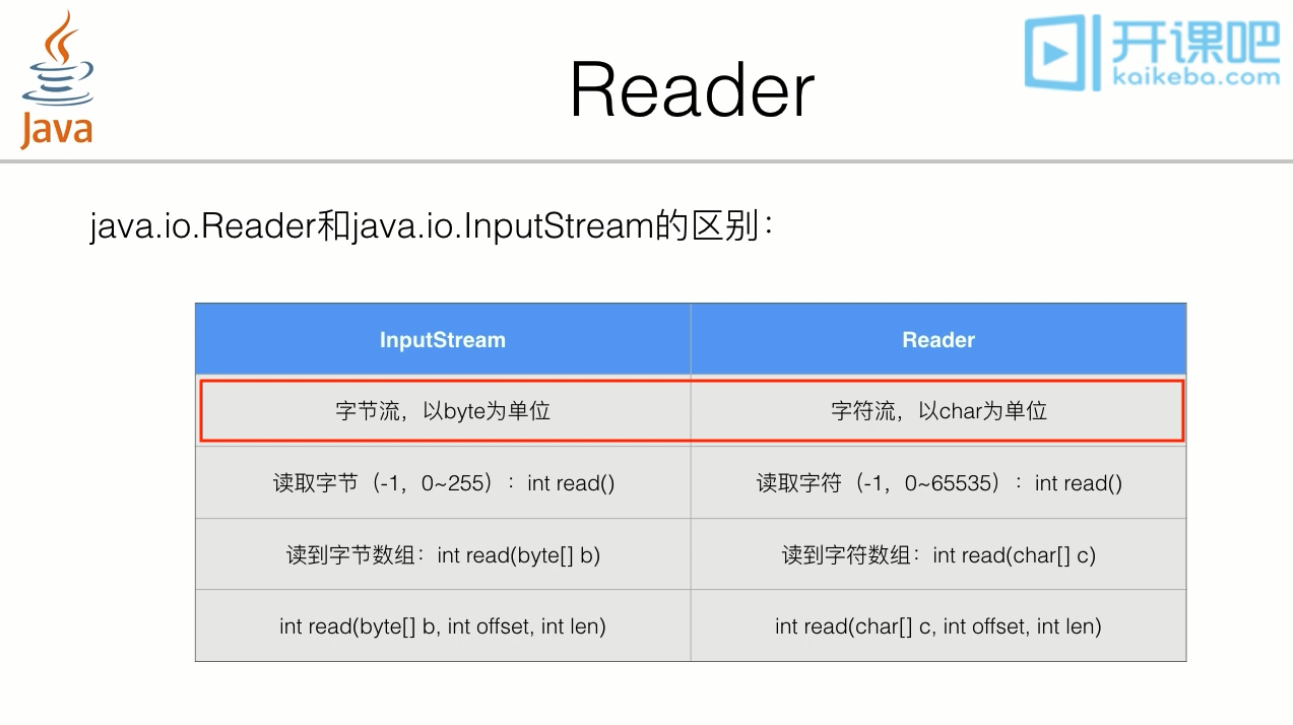 Java
Reader
开课吧
kaikeba.com
java.io.Reader和java.io.InputStream的区别：
InputStream
Reader
字节流，以byte为单位
字符流，以char为单位
读取字节（-1，0~255）：int read()
读取字符（-1，0~65535）：int read()
读到字节数组：int read(byte[] b)
读到字符数组：int read(char[] c)
int read(byte[] b, int offset, int len)
int read(char[] c, int offset, int len)